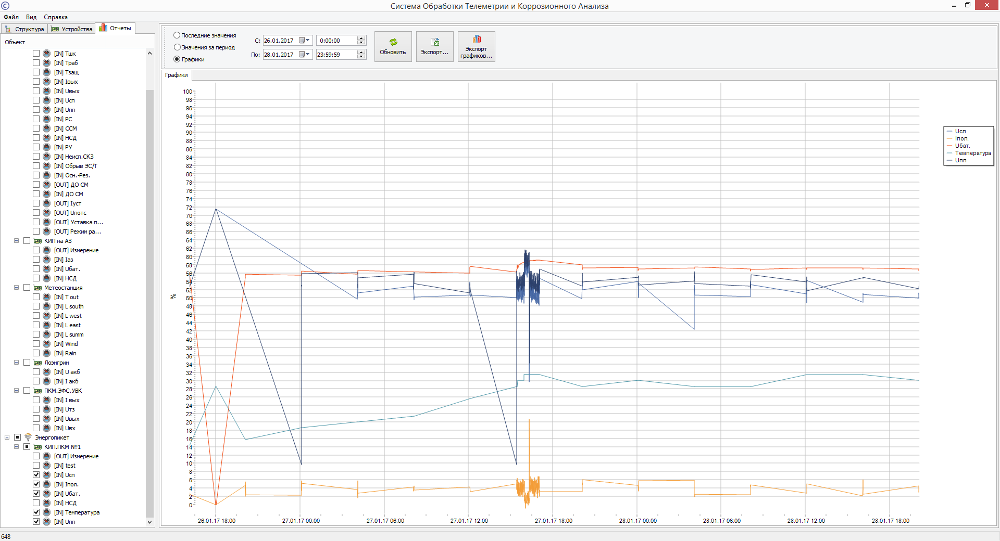 Система Обработки Телеметрии и Коррозионного Анализа
Файл Вид Справка
Структура Устройства Отчеты
Объект
[IN] Тшк
[IN] Траб
[IN] Тзащ
[IN] Iвых
[IN] Uвых
[IN] Uсп
[IN] Uпп
[IN] РС
[IN] ССМ
[IN] НСД
[IN] РУ
[IN] Неисп.СКЗ
[IN] Обрыв ЭС/Т
[IN] Осн.-Рез.
[OUT] ДО СМ
[IN] ДО СМ
[OUT] Iуст
[OUT] Uпотс
[OUT] Уставка п...
[OUT] Режим ра...
КИП на АЗ
[OUT] Измерение
[IN] Iаз
[IN] Uбат.
[IN] НСД
Метеостанция
[IN] T out
[IN] L south
[IN] L west
[IN] L east
[IN] L summ
[IN] Wind
[IN] Rain
Лоэнгрин
[IN] U акб
[IN] I акб
ПКМ.ЭФС.УВК
[IN] I вых
[IN] Uтз
[IN] Uвых
[IN] Uвх
Энергопикет
КИП.ПКМ №1
[OUT] Измерение
[IN] test
[IN] Uсп
[IN] Iпол.
[IN] Uбат.
[IN] НСД
[IN] Температура
[IN] Uпп
648
Последние значения
Значения за период
Графики
С: 26.01.2017 0:00:00
По: 28.01.2017 23:59:59
Обновить
Экспорт...
Экспорт
графиков...
Графики
100
98
96
94
92
90
88
86
84
82
80
78
76
74
72
70
68
66
64
62
60
58
56
54
52
50
48
46
44
42
40
38
36
34
32
30
28
26
24
22
20
18
16
14
12
10
8
6
4
2
0
%
26.01.17 18:00 27.01.17 00:00 27.01.17 06:00 27.01.17 12:00 27.01.17 18:00 28.01.17 00:00 28.01.17 06:00 28.01.17 12:00 28.01.17 18:00
Uсп
Iпол.
Uбат.
Температура
Uпп